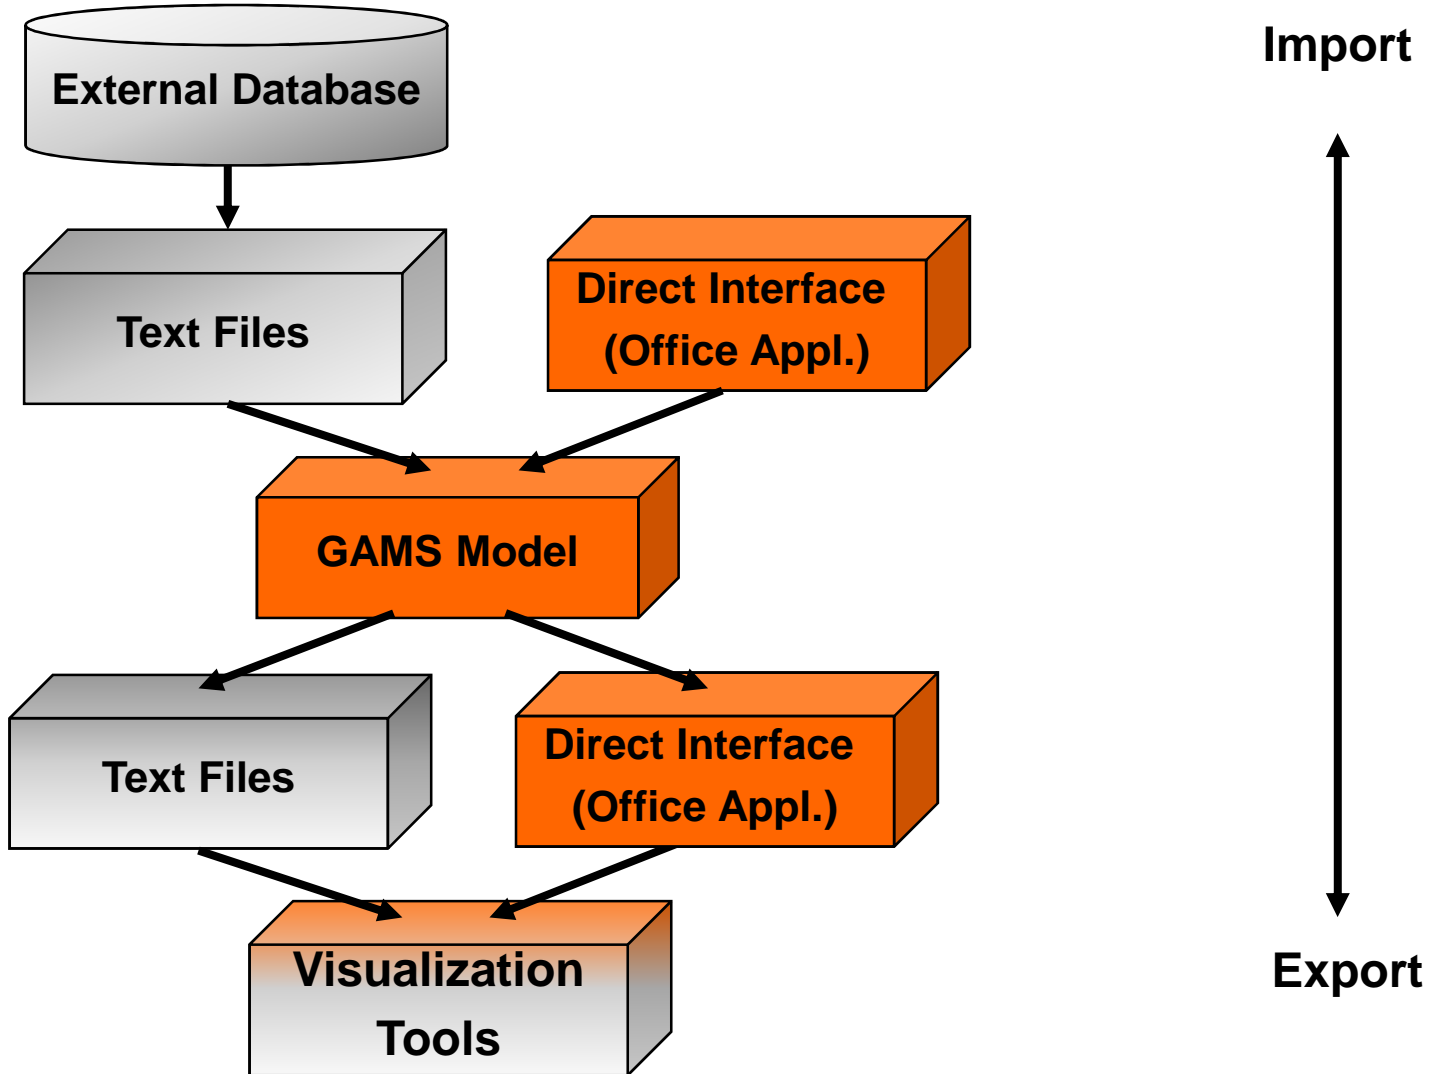 External Database
Import
Text Files
Direct Interface
(Office Appl.)
GAMS Model
Text Files
Direct Interface
(Office Appl.)
Visualization
Tools
Export